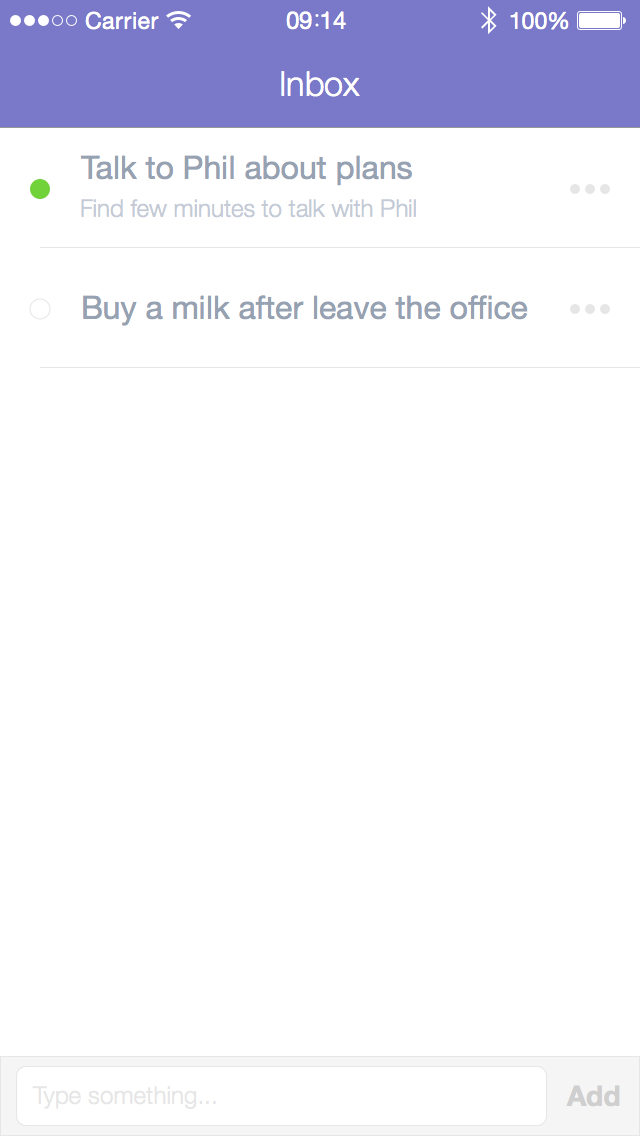 Carrier 09:14 100%
Inbox
Talk to Phil about plans
Find few minutes to talk with Phil
Buy a milk after leave the office
Type something... Add